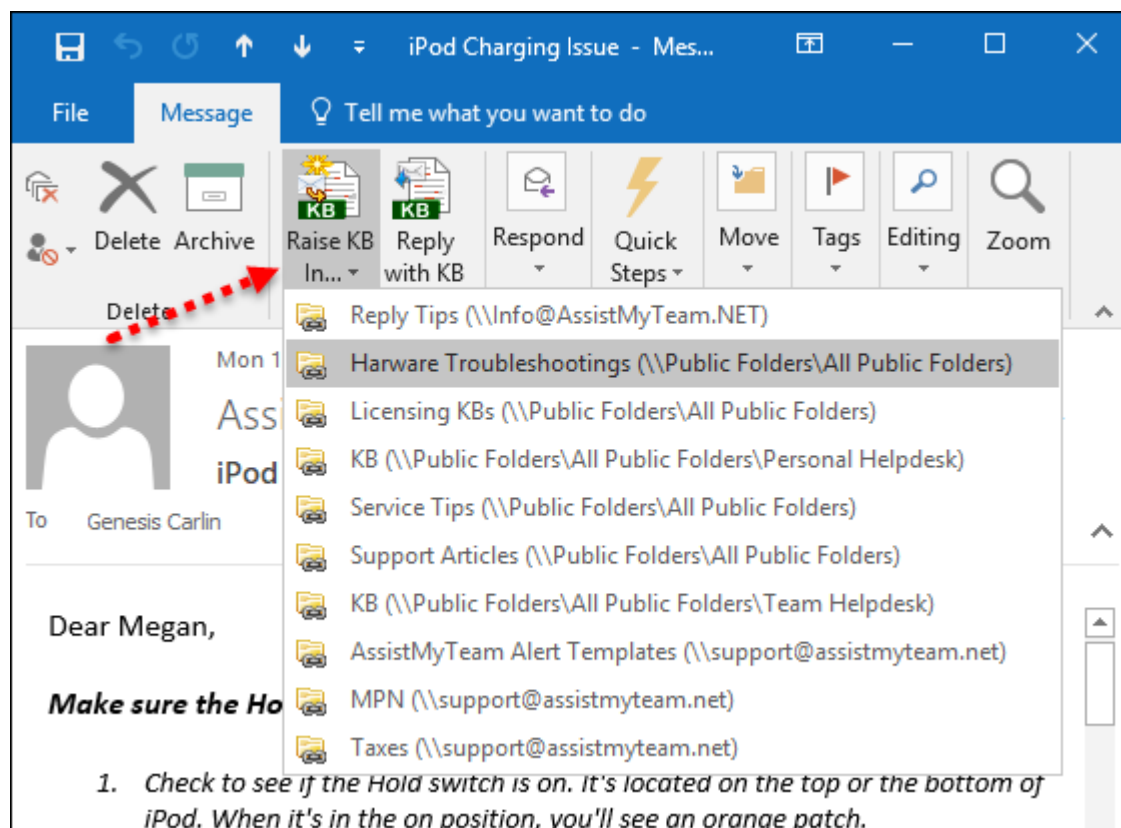 iPod Charging Issue - Mes...
File Message Tell me what you want to do
KB KB
Delete Archive Raise KB In... Reply with KB Respond Quick Steps Move Tags Editing Zoom
Delete
Reply Tips (\\Info@AssistMyTeam.NET)
Mon 1
Harware Troubleshootings (\\Public Folders\All Public Folders)
Ass
Licensing KBs (\\Public Folders\All Public Folders)
iPod
KB (\\Public Folders\All Public Folders\Personal Helpdesk)
To Genesis Carlin
Service Tips (\\Public Folders\All Public Folders)
Support Articles (\\Public Folders\All Public Folders)
KB (\\Public Folders\All Public Folders\Team Helpdesk)
Dear Megan,
AssistMyTeam Alert Templates (\\support@assistmyteam.net)
Make sure the Ho
MPN (\\support@assistmyteam.net)
Taxes (\\support@assistmyteam.net)
1. Check to see if the Hold switch is on. It's located on the top or the bottom of
iPod. When it's in the on position, you'll see an orange patch.